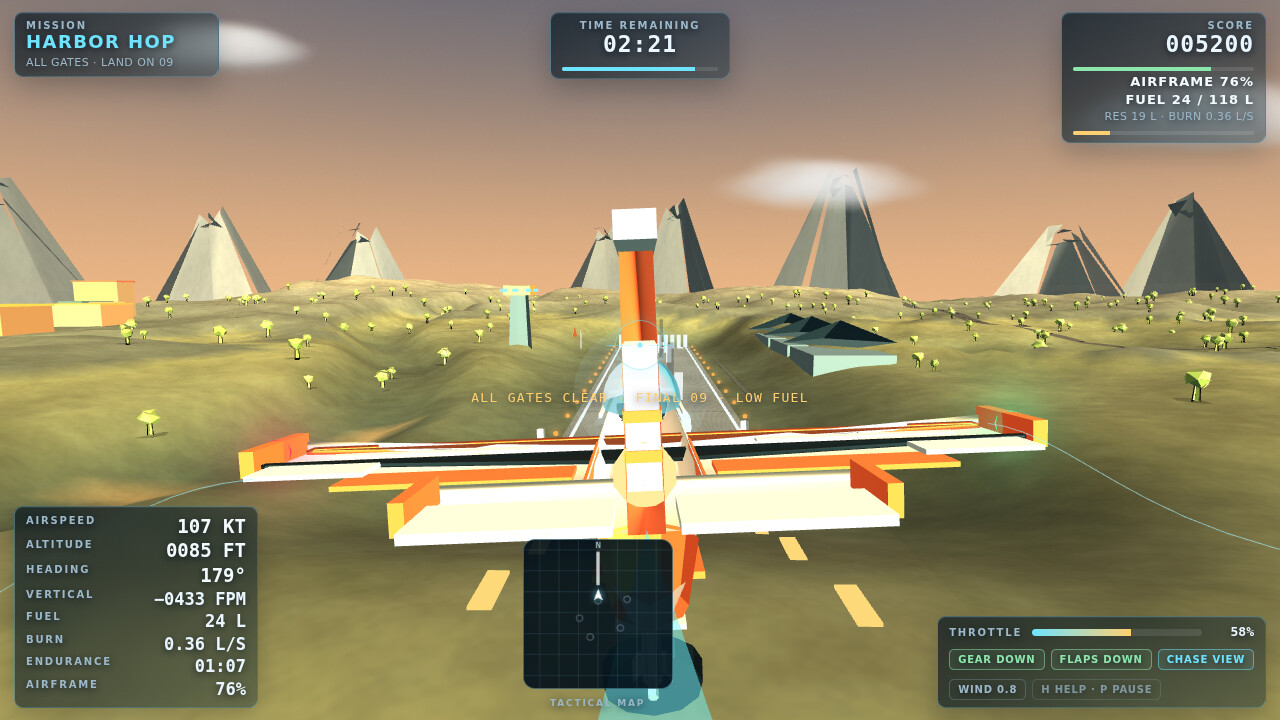 MISSION
HARBOR HOP
ALL GATES · LAND ON 09
TIME REMAINING
02:21
SCORE
005200
AIRFRAME 76%
FUEL 24 / 118 L
RES 19 L · BURN 0.36 L/S
ALL GATES CLEAR FINAL 09 LOW FUEL
AIRSPEED 107 KT
ALTITUDE 0085 FT
HEADING 179°
VERTICAL −0433 FPM
FUEL 24 L
BURN 0.36 L/S
ENDURANCE 01:07
AIRFRAME 76%
N
TACTICAL MAP
THROTTLE 58%
GEAR DOWN FLAPS DOWN CHASE VIEW
WIND 0.8 H HELP · P PAUSE